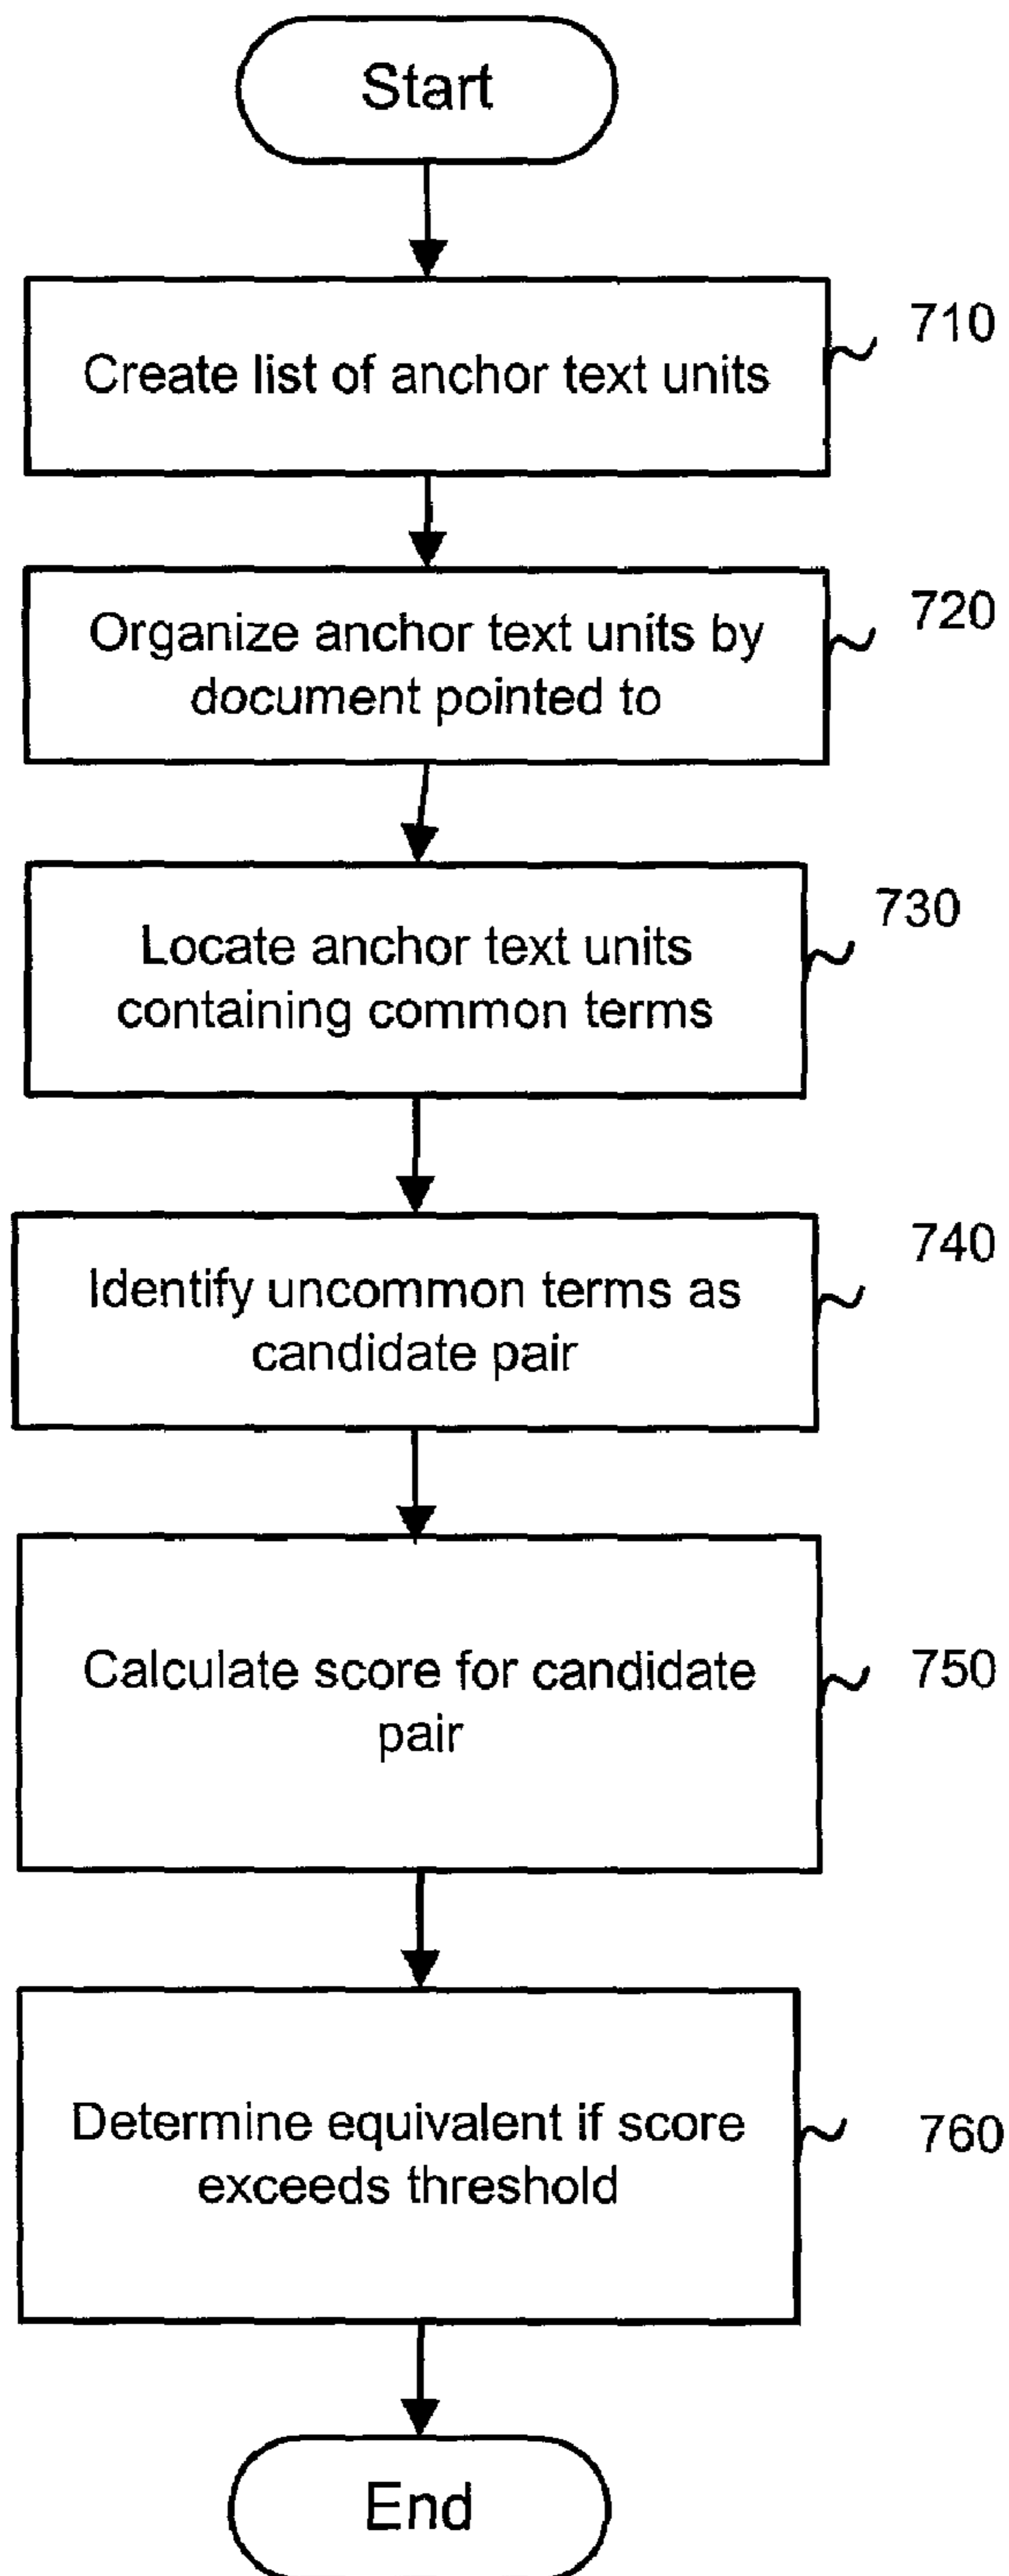 Start
Create list of anchor text units
710
Organize anchor text units by
document pointed to
720
Locate anchor text units
containing common terms
730
Identify uncommon terms as
candidate pair
740
Calculate score for candidate
pair
750
Determine equivalent if score
exceeds threshold
760
End